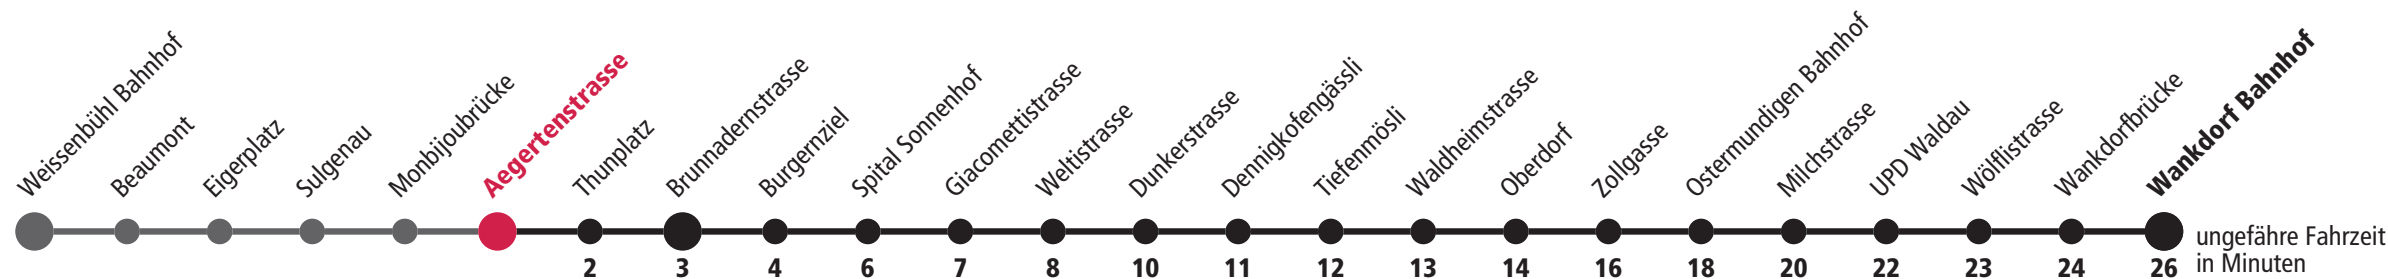 Weissenbühl Bahnhof
Beaumont
Eigerplatz
Sulgenau
Monbijoubrücke
Aegertenstrasse
Thunplatz
Brunnadernstrasse
Burgernziel
Spital Sonnenhof
Giacomettistrasse
Weltistrasse
Dunkerstrasse
Dennigkofengässli
Tiefenmösli
Waldheimstrasse
Oberdorf
Zollgasse
Ostermundigen Bahnhof
Milchstrasse
UPD Waldau
Wölflistrasse
Wankdorfbrücke
Wankdorf Bahnhof
2 3 4 6 7 8 10 11 12 13 14 16 18 20 22 23 24 26
ungefähre Fahrzeit
in Minuten